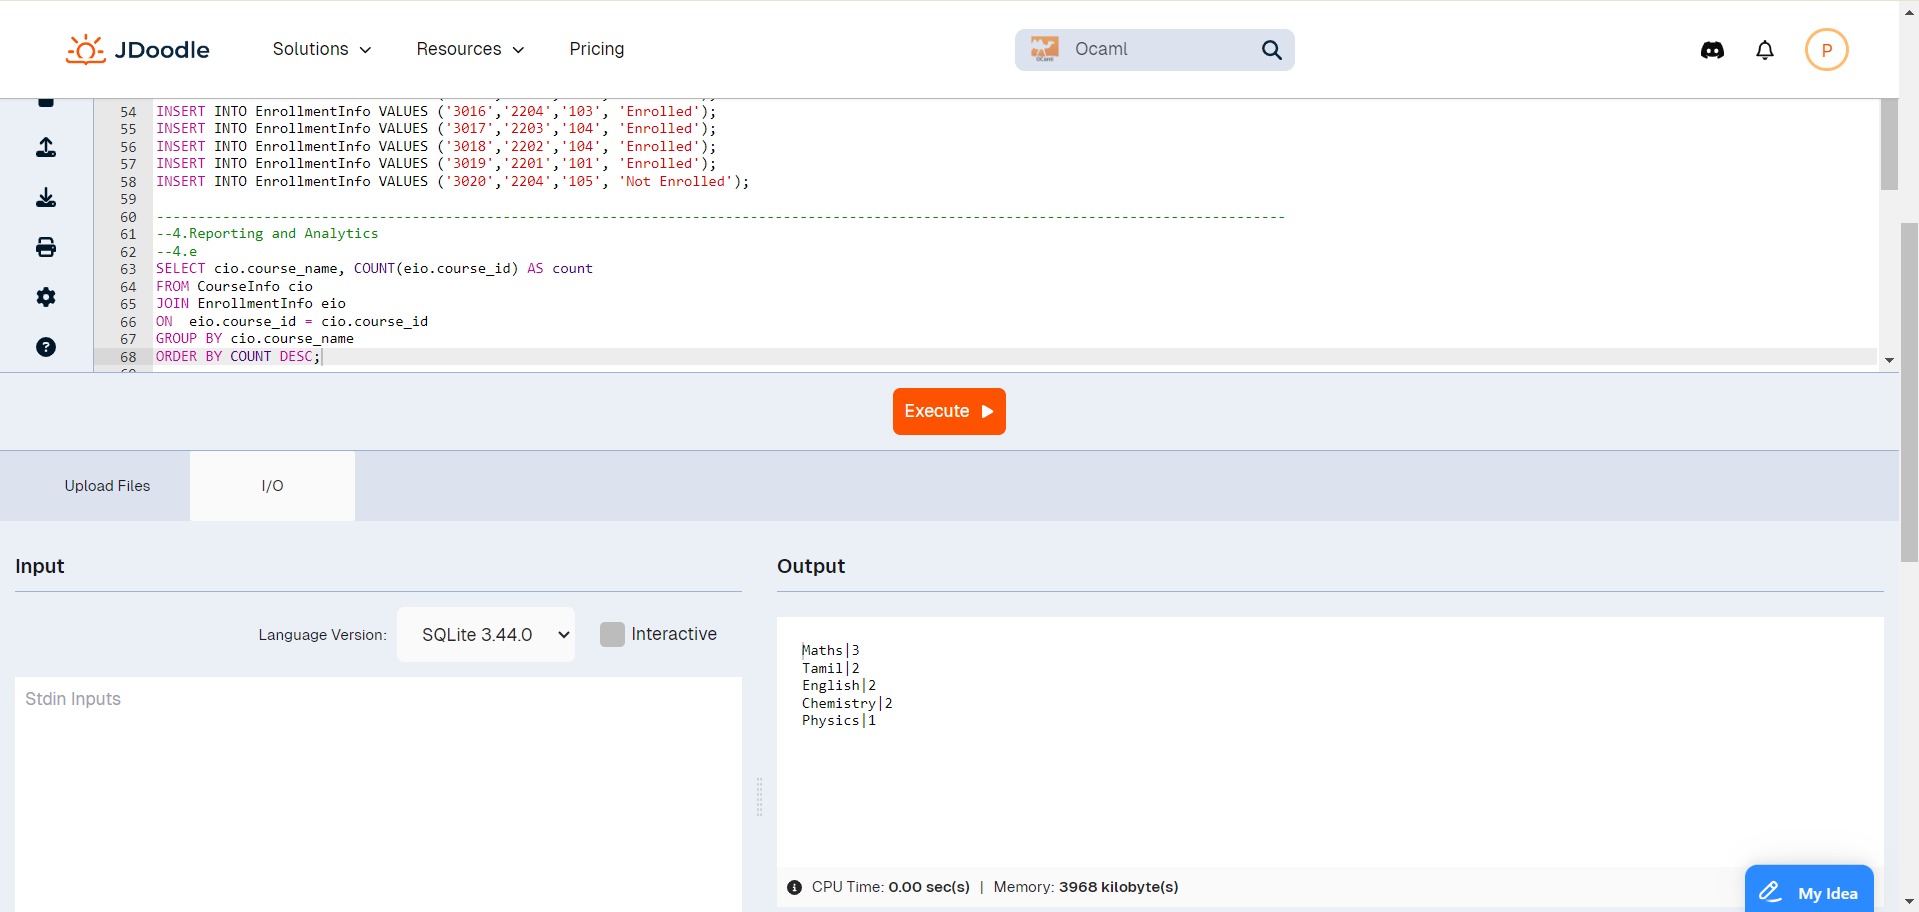 JDoodle
Solutions
Resources
Pricing
Ocaml
P
54 INSERT INTO EnrollmentInfo VALUES ('3016','2204','103', 'Enrolled');
55 INSERT INTO EnrollmentInfo VALUES ('3017','2203','104', 'Enrolled');
56 INSERT INTO EnrollmentInfo VALUES ('3018','2202','104', 'Enrolled');
57 INSERT INTO EnrollmentInfo VALUES ('3019','2201','101', 'Enrolled');
58 INSERT INTO EnrollmentInfo VALUES ('3020','2204','105', 'Not Enrolled');
59
60 -----------------------------------------------------------------------------------------------------------------------------------------
61 --4.Reporting and Analytics
62 --4.e
63 SELECT cio.course_name, COUNT(eio.course_id) AS count
64 FROM CourseInfo cio
65 JOIN EnrollmentInfo eio
66 ON  eio.course_id = cio.course_id
67 GROUP BY cio.course_name
68 ORDER BY COUNT DESC;
Execute
Upload Files
I/O
Input
Output
Language Version:
SQLite 3.44.0
Interactive
Stdin Inputs
Maths|3
Tamil|2
English|2
Chemistry|2
Physics|1
CPU Time: 0.00 sec(s) | Memory: 3968 kilobyte(s)
My Idea